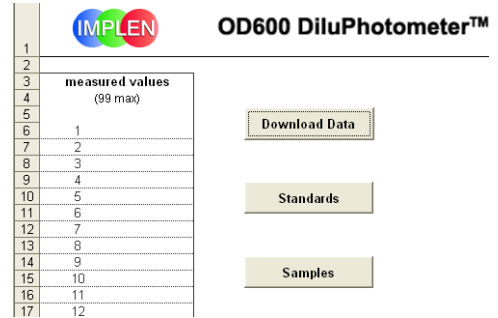 IMPLEN OD600 DiluPhotometer™
1
2
3 measured values
4 (99 max)
5
6 1
7 2
8 3
9 4
10 5
11 6
12 7
13 8
14 9
15 10
16 11
17 12
Download Data
Standards
Samples